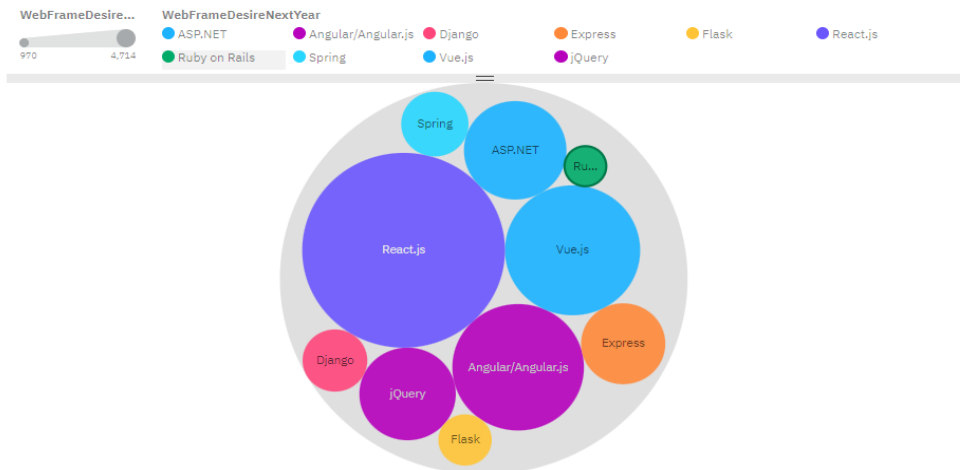 WebFrameDesire... WebFrameDesireNextYear
ASP.NET Angular/Angular.js Django Express Flask React.js
970 4,714
Ruby on Rails Spring Vue.js jQuery
Spring
ASP.NET
Ru...
React.js
Vue.js
Express
Django
Angular/Angular.js
jQuery
Flask